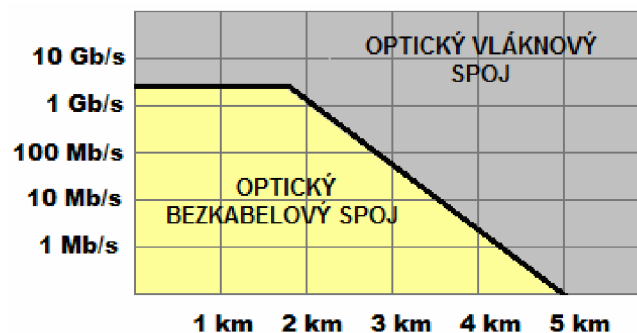 OPTICKÝ VLÁKNOVÝ
SPOJ
10 Gb/s
1 Gb/s
100 Mb/s
10 Mb/s
1 Mb/s
OPTICKÝ
BEZKABELOVÝ SPOJ
1 km 2 km 3 km 4 km 5 km